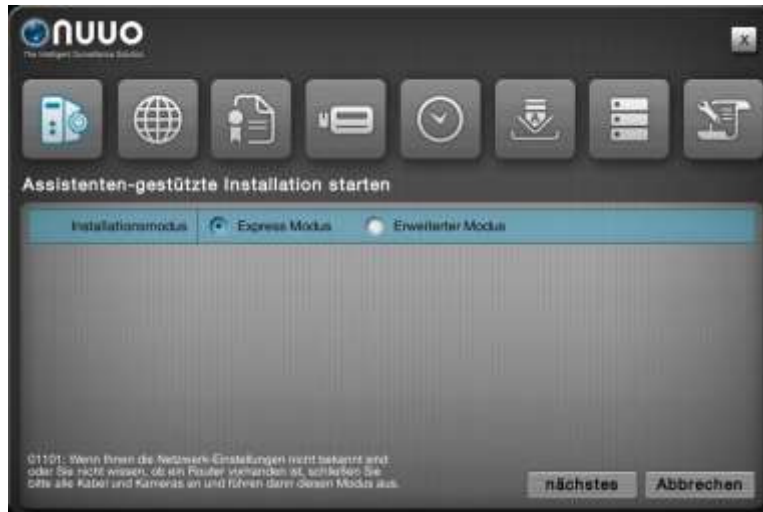 nuuo
The Intelligent Surveillance Solution
X
Assistenten-gestützte Installation starten
Installationsmodus Express Modus Erweiterter Modus
01101: Wenn Ihnen die Netzwerk-Einstellungen nicht bekannt sind
oder Sie nicht wissen, ob ein Router vorhanden ist, schließen Sie
bitte alle Kabel und Kameras an und führen dann diesen Modus aus.
nächstes Abbrechen